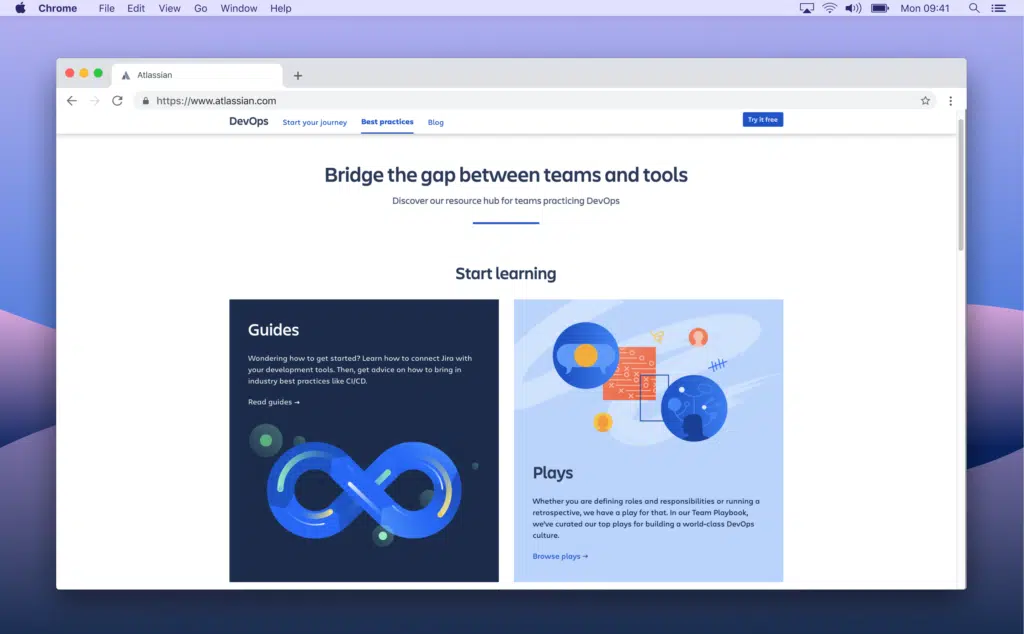 Chrome File Edit View Go Window Help Mon 09:41
Atlassian
https://www.atlassian.com
DevOps Start your journey Best practices Blog Try it free
Bridge the gap between teams and tools
Discover our resource hub for teams practicing DevOps
Start learning
Guides
Wondering how to get started? Learn how to connect Jira with
your development tools. Then, get advice on how to bring in
industry best practices like CI/CD.
Read guides →
Plays
Whether you are defining roles and responsibilities or running a
retrospective, we have a play for that. In our Team Playbook,
we've curated our top plays for building a world-class DevOps
culture.
Browse plays →